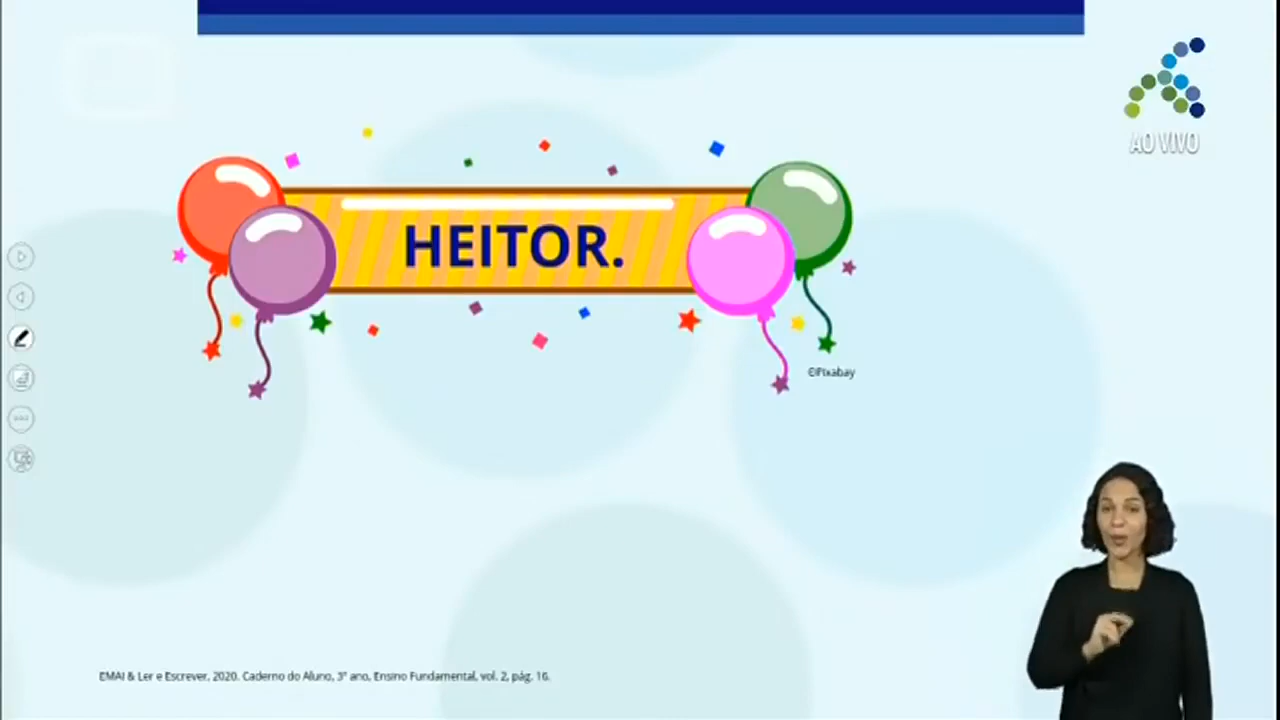 AO VIVO
HEITOR.
©Pixabay
EMAI & Ler e Escrever, 2020. Caderno do Aluno, 3º ano, Ensino Fundamental, vol. 2, pág. 16.